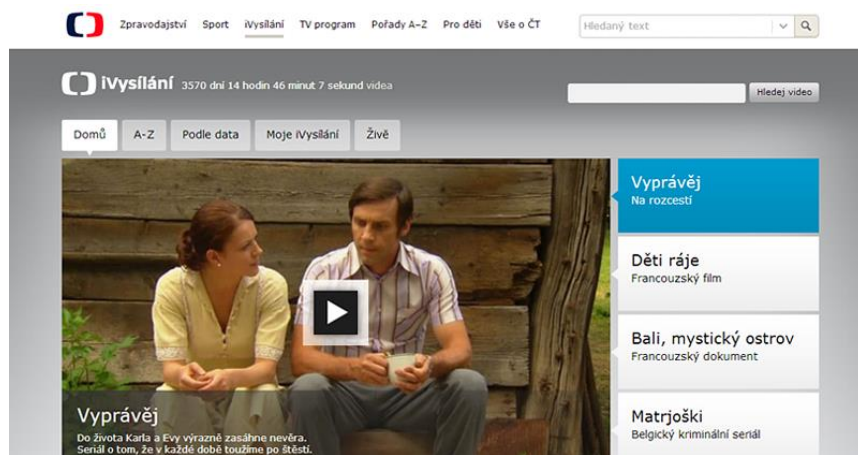 Zpravodajství Sport iVysílání TV program Pořady A–Z Pro děti Vše o ČT Hledaný text
iVysílání 3570 dní 14 hodin 46 minut 7 sekund videa
Hledej video
Domů A-Z Podle data Moje iVysílání Živě
Vyprávěj
Na rozcestí
Děti ráje
Francouzský film
Bali, mystický ostrov
Francouzský dokument
Matrjoški
Belgický kriminální seriál
Vyprávěj
Do života Karla a Evy výrazně zasáhne nevěra.
Seriál o tom, že v každé době toužíme po štěstí.